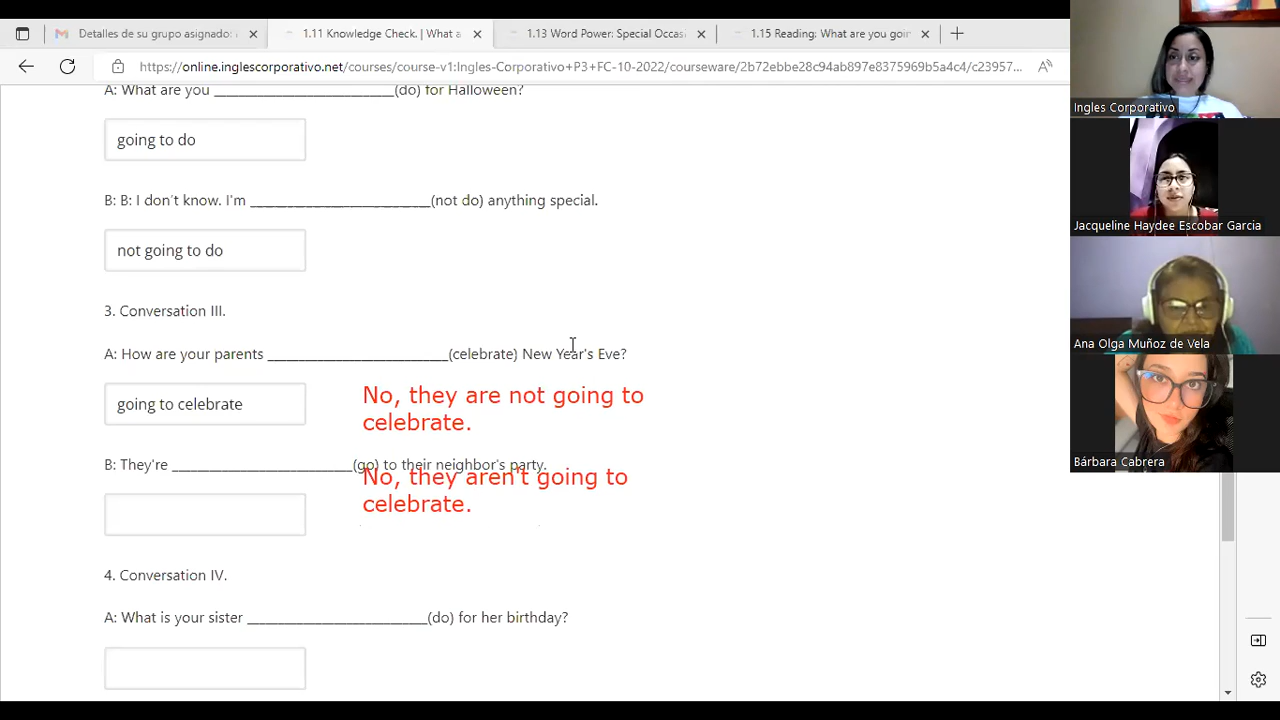 Detalles de su grupo asignado:
1.11 Knowledge Check. | What a
1.13 Word Power: Special Occas
1.15 Reading: What are you goin
https://online.inglescorporativo.net/courses/course-v1:Ingles-Corporativo+P3+FC-10-2022/courseware/2b72ebbe28c94ab897e8375969b5a4c4/c23957...
A: What are you ________________________(do) for Halloween?
going to do
B: B: I don't know. I'm ________________________(not do) anything special.
not going to do
3. Conversation III.
A: How are your parents ________________________(celebrate) New Year's Eve?
going to celebrate
No, they are not going to
celebrate.
B: They're ________________________(go) to their neighbor's party.
No, they aren't going to
celebrate.
4. Conversation IV.
A: What is your sister ________________________(do) for her birthday?
Ingles Corporativo
Jacqueline Haydee Escobar Garcia
Ana Olga Muñoz de Vela
Bárbara Cabrera